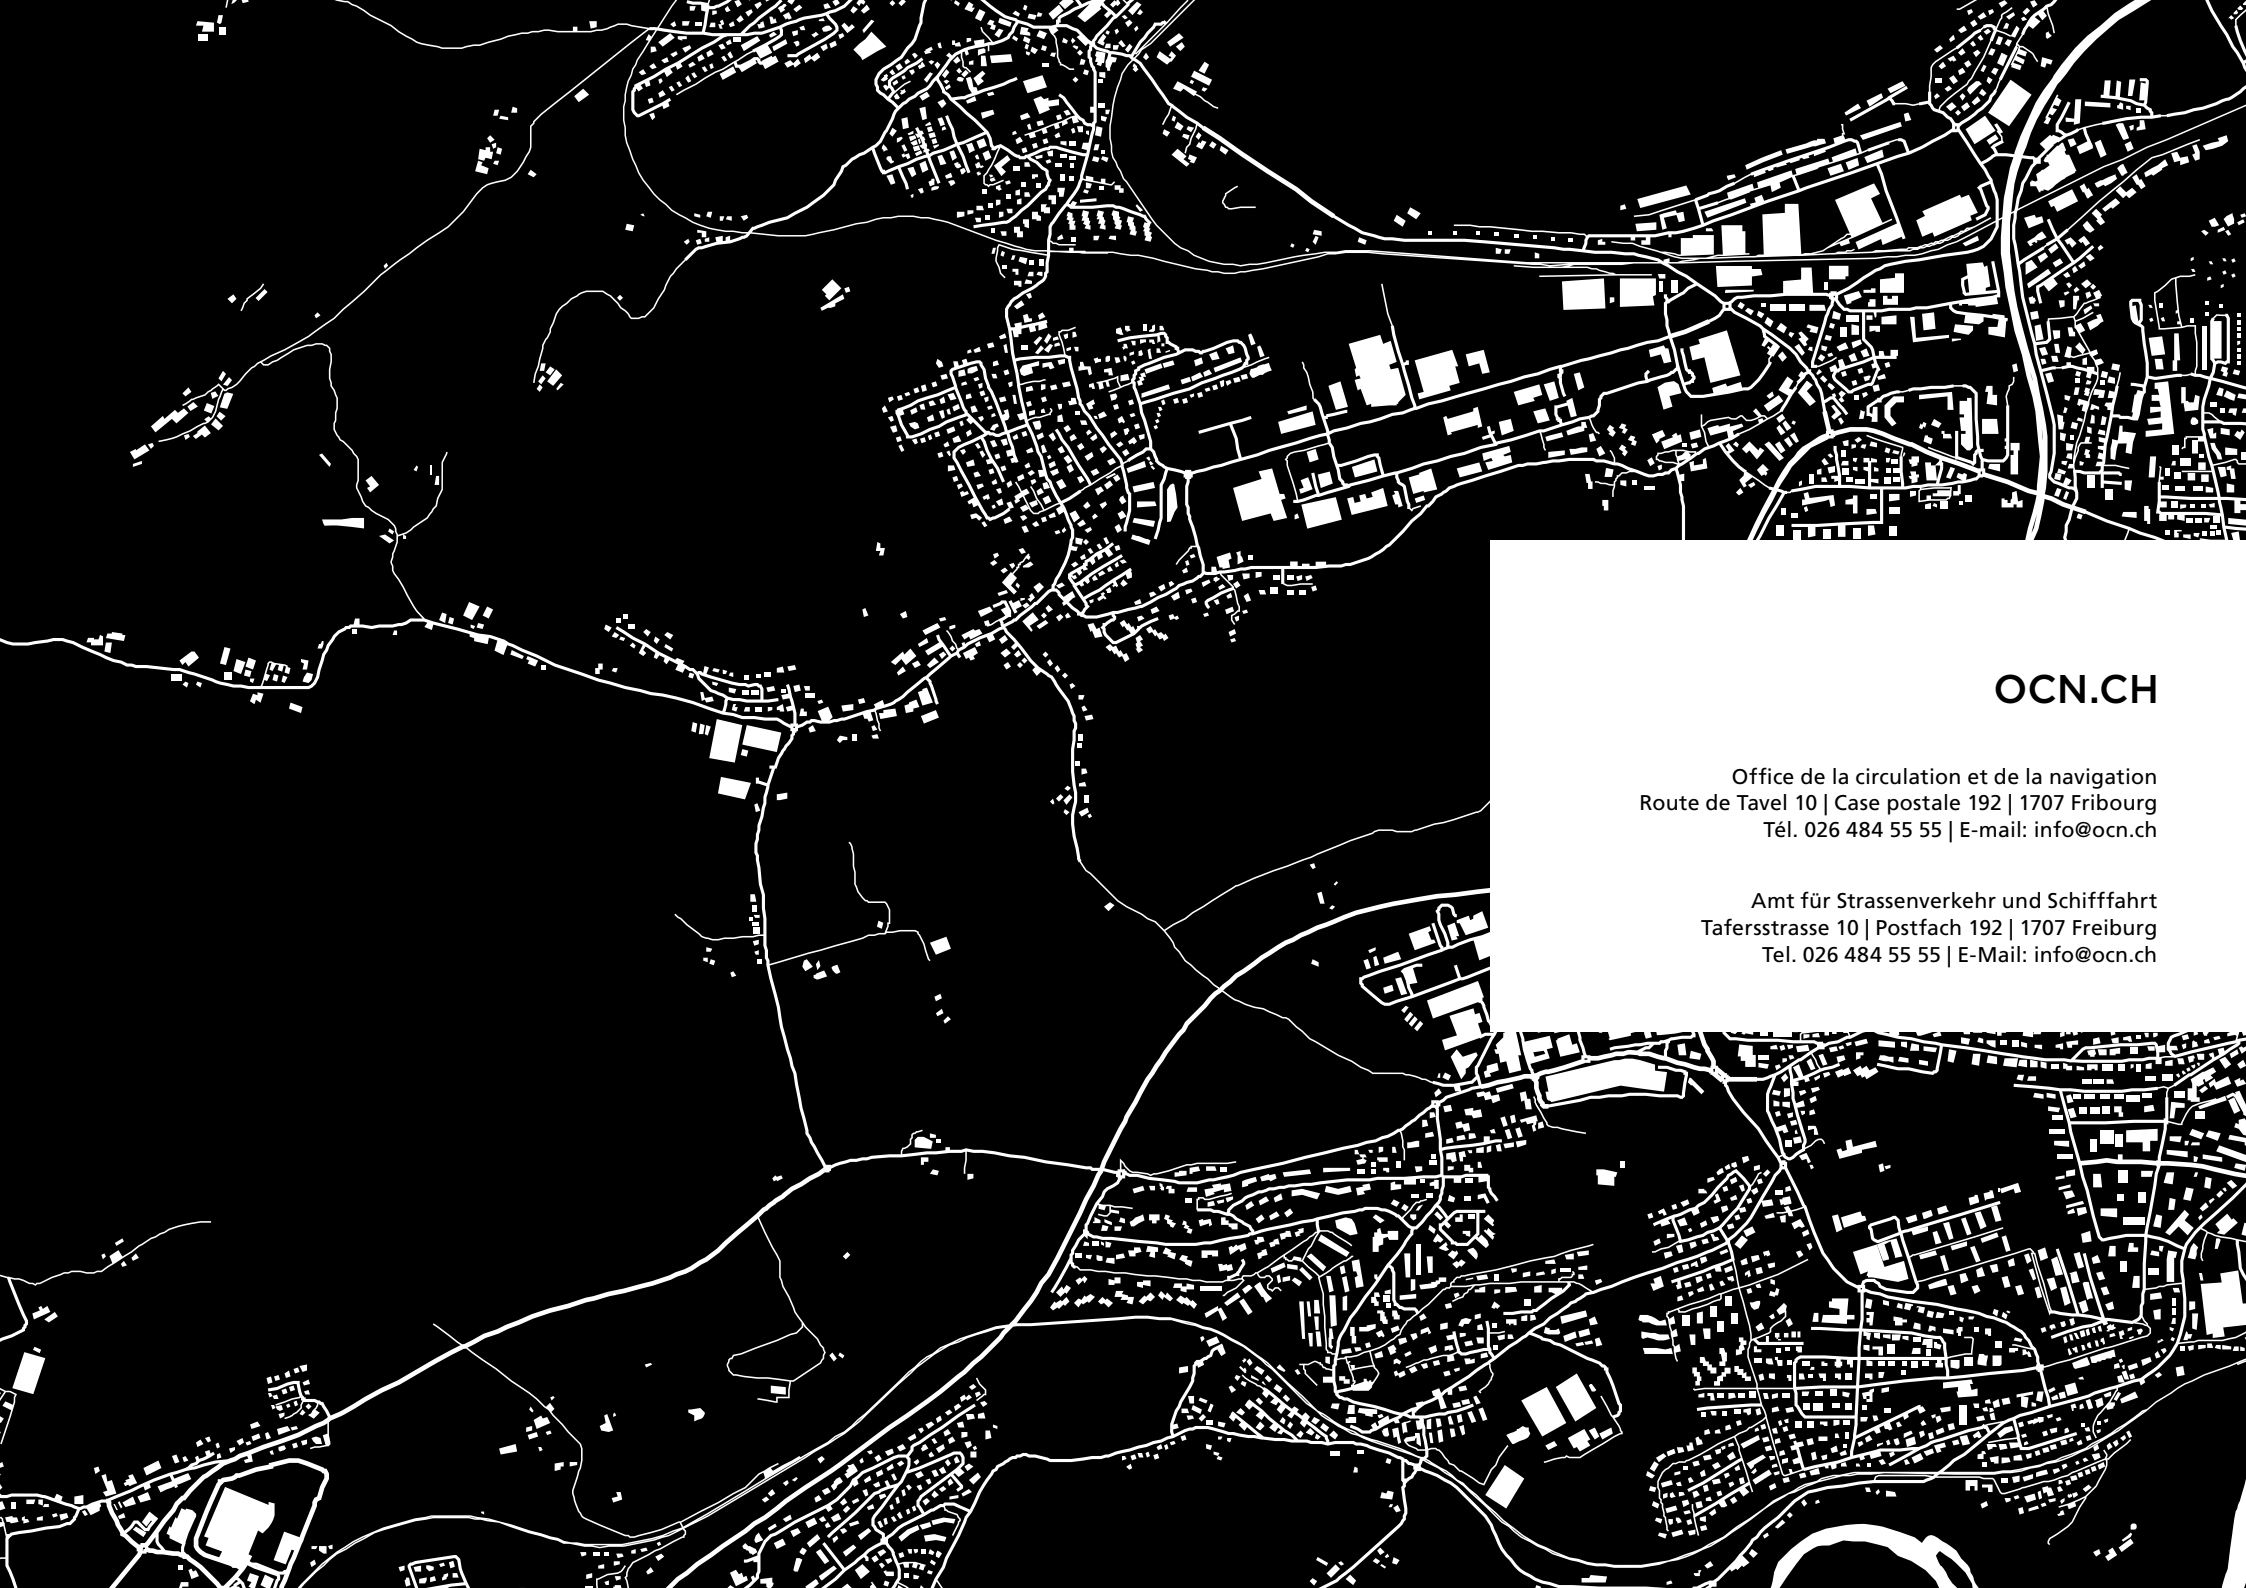 OCN.CH
Office de la circulation et de la navigation
Route de Tavel 10 | Case postale 192 | 1707 Fribourg
Tél. 026 484 55 55 | E-mail: info@ocn.ch
Amt für Strassenverkehr und Schifffahrt
Tafersstrasse 10 | Postfach 192 | 1707 Freiburg
Tel. 026 484 55 55 | E-Mail: info@ocn.ch